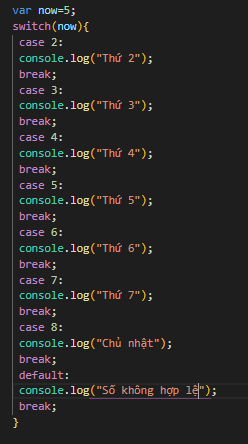 var now=5;
switch(now){
case 2:
console.log("Thứ 2");
break;
case 3:
console.log("Thứ 3");
break;
case 4:
console.log("Thứ 4");
break;
case 5:
console.log("Thứ 5");
break;
case 6:
console.log("Thứ 6");
break;
case 7:
console.log("Thứ 7");
break;
case 8:
console.log("Chủ nhật");
break;
default:
console.log("Số không hợp lệ");
break;
}